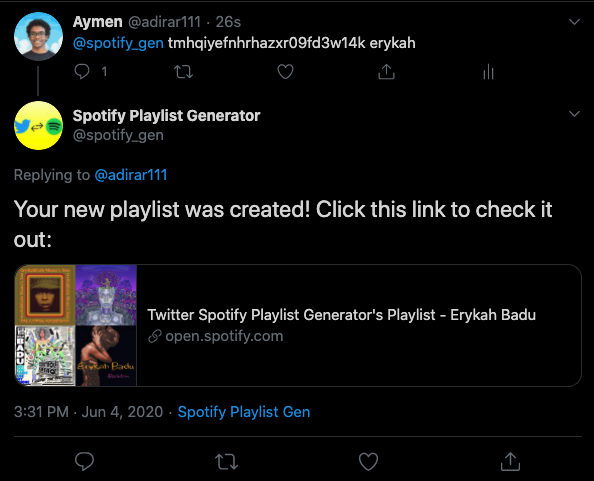 Aymen @adirar111 · 26s
@spotify_gen tmhqiyefnhrhazxr09fd3w14k erykah
1
Spotify Playlist Generator
@spotify_gen
Replying to @adirar111
Your new playlist was created! Click this link to check it
out:
Erykah Badu
Twitter Spotify Playlist Generator's Playlist - Erykah Badu
open.spotify.com
3:31 PM · Jun 4, 2020 · Spotify Playlist Gen